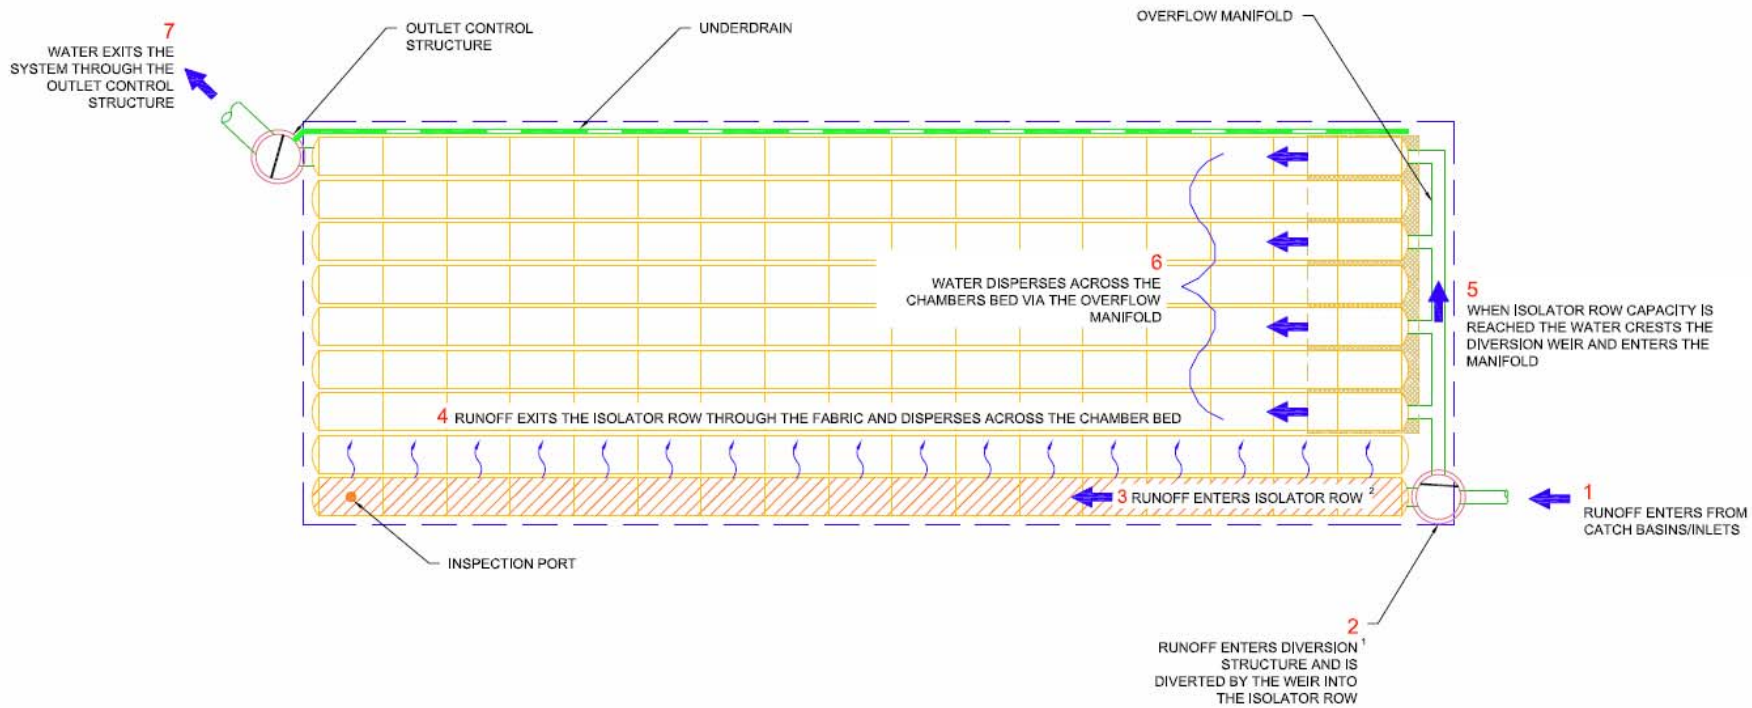 7
WATER EXITS THE
SYSTEM THROUGH THE
OUTLET CONTROL
STRUCTURE
OUTLET CONTROL
STRUCTURE
UNDERDRAIN
OVERFLOW MANIFOLD
6
WATER DISPERSES ACROSS THE
CHAMBERS BED VIA THE OVERFLOW
MANIFOLD
5
WHEN ISOLATOR ROW CAPACITY IS
REACHED THE WATER CRESTS THE
DIVERSION WEIR AND ENTERS THE
MANIFOLD
4 RUNOFF EXITS THE ISOLATOR ROW THROUGH THE FABRIC AND DISPERSES ACROSS THE CHAMBER BED
3 RUNOFF ENTERS ISOLATOR ROW 2
1
RUNOFF ENTERS FROM
CATCH BASINS/INLETS
INSPECTION PORT
2
RUNOFF ENTERS DIVERSION 1
STRUCTURE AND IS
DIVERTED BY THE WEIR INTO
THE ISOLATOR ROW